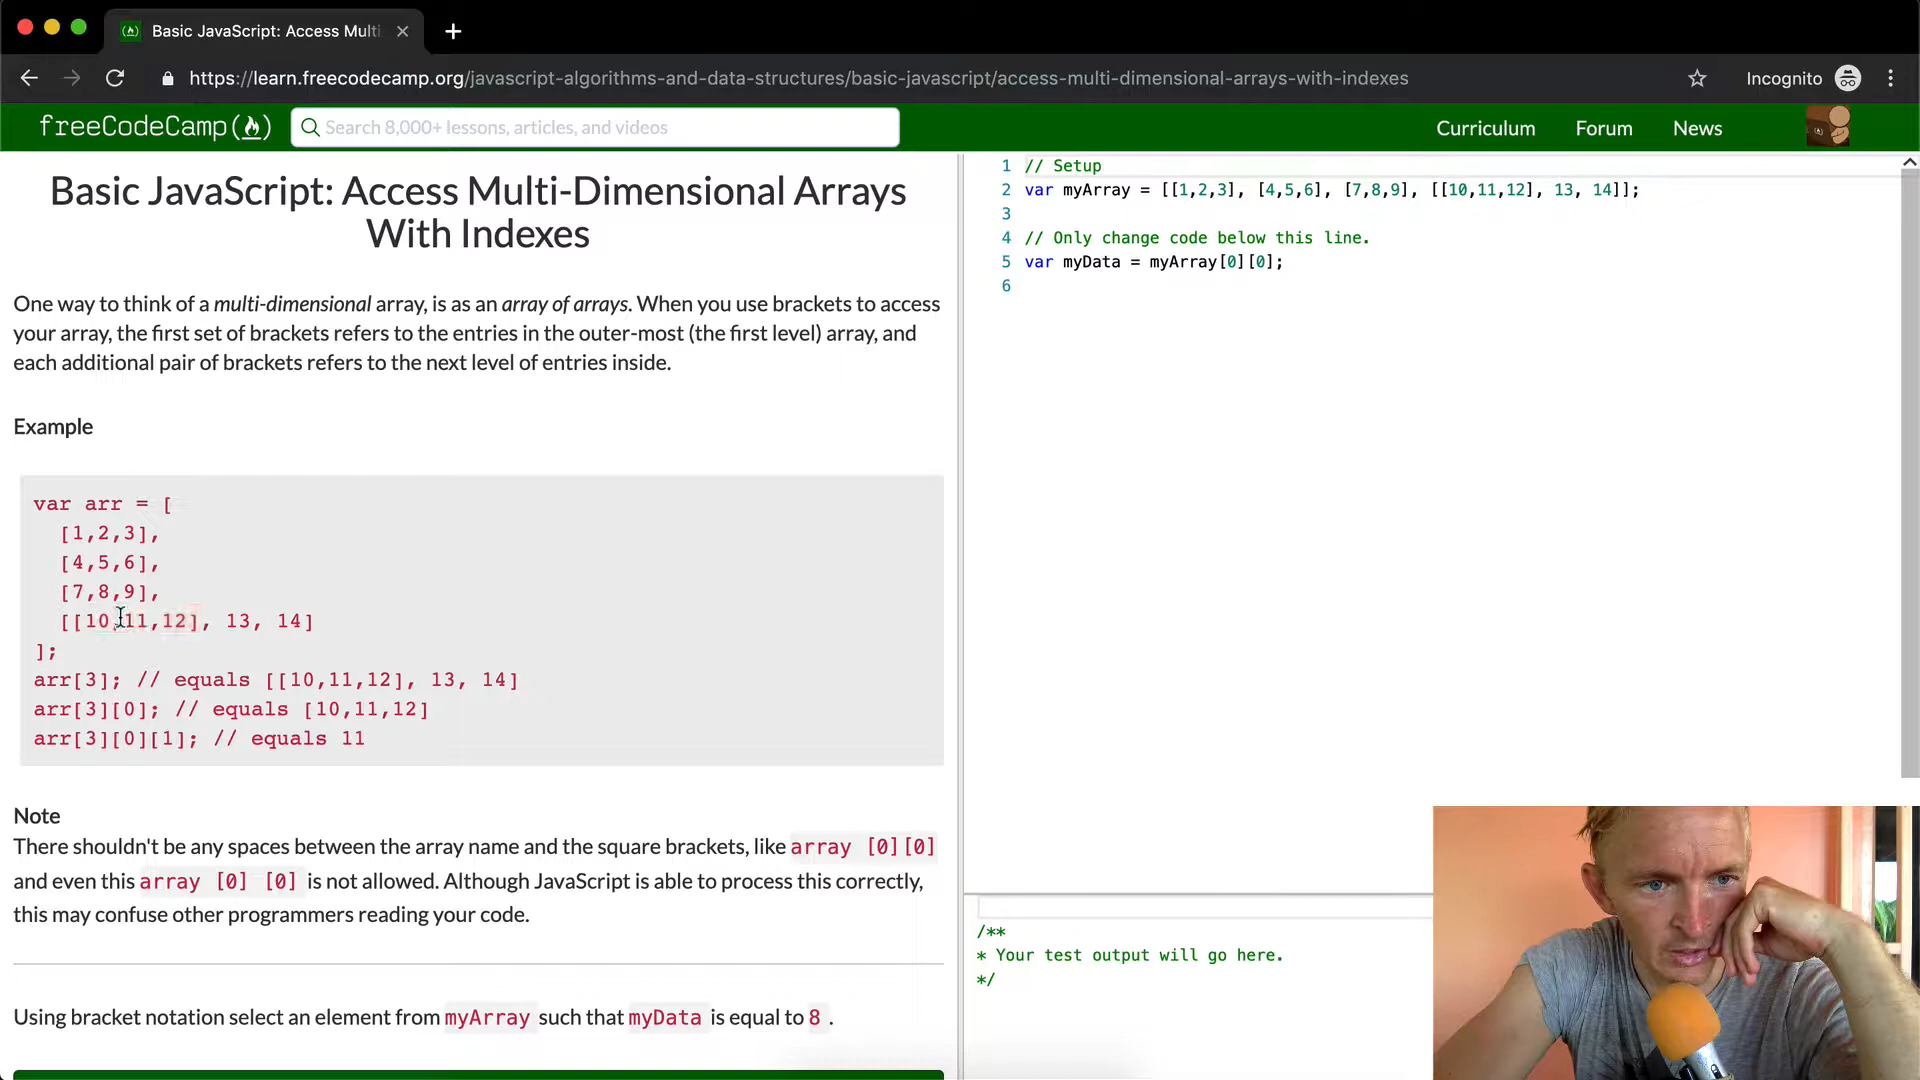 Basic JavaScript: Access Multi
https://learn.freecodecamp.org/javascript-algorithms-and-data-structures/basic-javascript/access-multi-dimensional-arrays-with-indexes
Incognito
freeCodeCamp
Search 8,000+ lessons, articles, and videos
Curriculum
Forum
News
Basic JavaScript: Access Multi-Dimensional Arrays
With Indexes
One way to think of a multi-dimensional array, is as an array of arrays. When you use brackets to access
your array, the first set of brackets refers to the entries in the outer-most (the first level) array, and
each additional pair of brackets refers to the next level of entries inside.
Example
var arr = [
[1,2,3],
[4,5,6],
[7,8,9],
[[10,11,12], 13, 14]
];
arr[3]; // equals [[10,11,12], 13, 14]
arr[3][0]; // equals [10,11,12]
arr[3][0][1]; // equals 11
Note
There shouldn't be any spaces between the array name and the square brackets, like array [0][0]
and even this array [0] [0] is not allowed. Although JavaScript is able to process this correctly,
this may confuse other programmers reading your code.
Using bracket notation select an element from myArray such that myData is equal to 8 .
1 // Setup
2 var myArray = [[1,2,3], [4,5,6], [7,8,9], [[10,11,12], 13, 14]];
3
4 // Only change code below this line.
5 var myData = myArray[0][0];
6
/**
* Your test output will go here.
*/